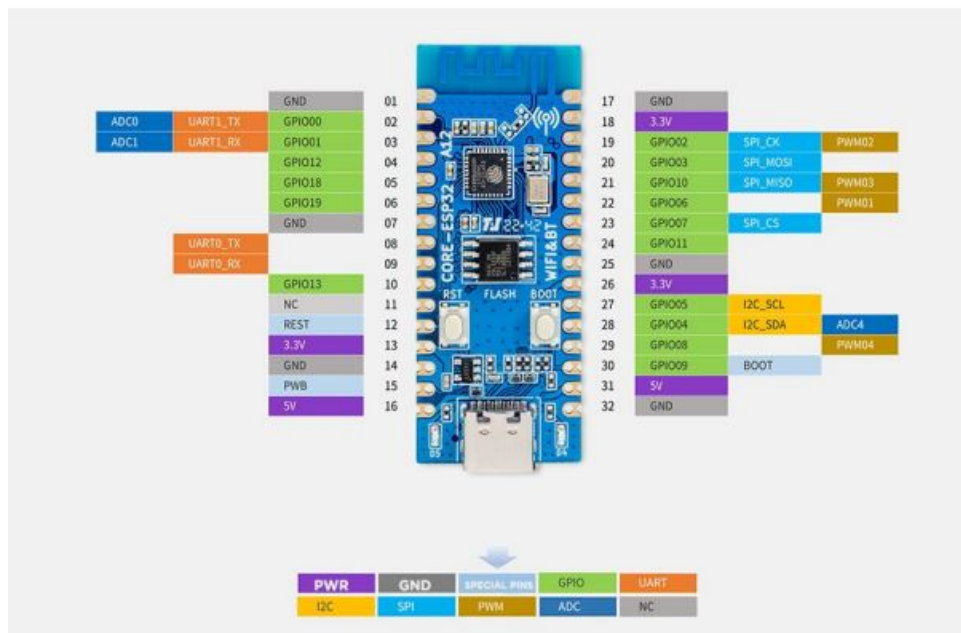 GND 01 17 GND
ADC0 UART1_TX GPIO00 02 18 3.3V
ADC1 UART1_RX GPIO01 03 19 GPIO02 SPI_CK PWM02
GPIO12 04 20 GPIO03 SPI_MOSI
GPIO18 05 21 GPIO10 SPI_MISO PWM03
GPIO19 06 22 GPIO06 PWM01
GND 07 23 GPIO07 SPI_CS
UART0_TX 08 24 GPIO11
UART0_RX 09 25 GND
GPIO13 10 26 3.3V
NC 11 27 GPIO05 I2C_SCL
REST 12 28 GPIO04 I2C_SDA ADC4
3.3V 13 29 GPIO08 PWM04
GND 14 30 GPIO09 BOOT
PWB 15 31 5V
5V 16 32 GND
CORE-ESP32 A12
22*42
WIFI&BT
RST FLASH BOOT
D5 D4
PWR GND SPECIAL PINS GPIO UART
I2C SPI PWM ADC NC